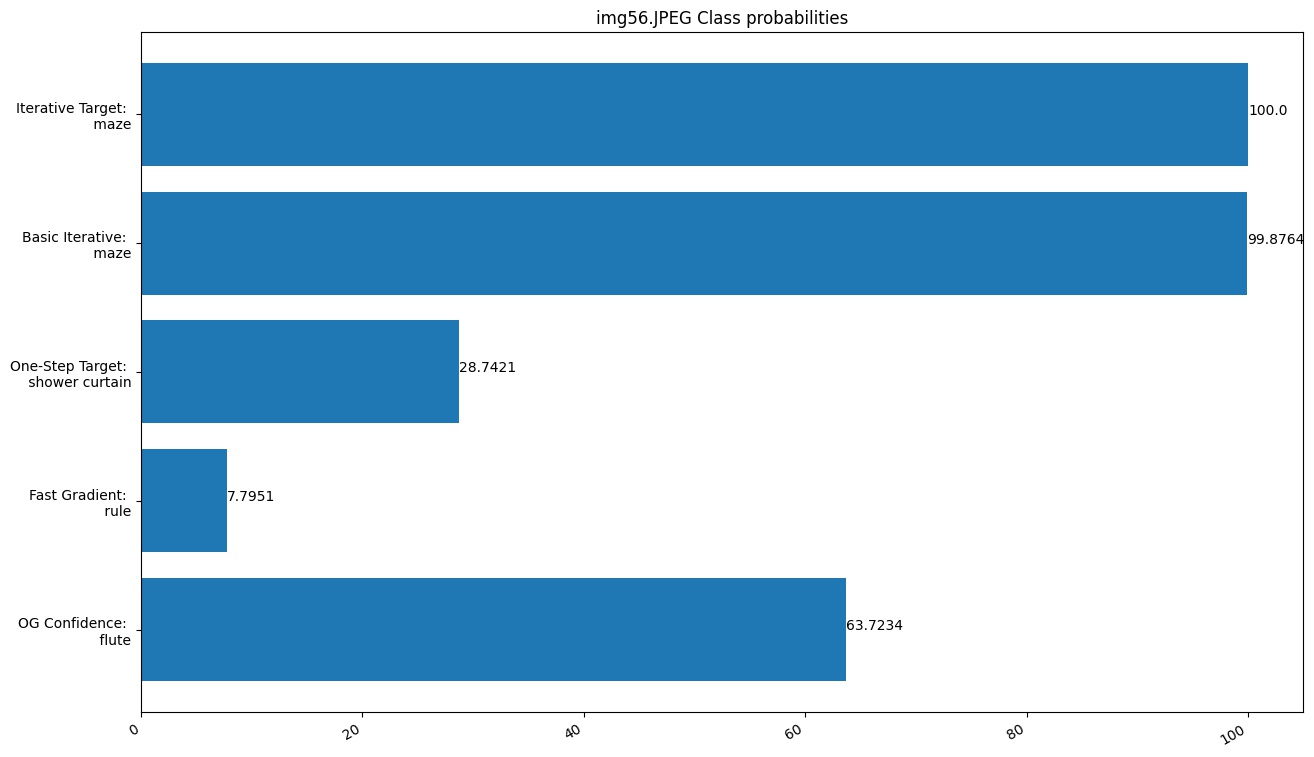 img56.JPEG Class probabilities
Iterative Target:
maze
100.0
Basic Iterative:
maze
99.8764
One-Step Target:
shower curtain
28.7421
Fast Gradient:
rule
7.7951
OG Confidence:
flute
63.7234
0
20
40
60
80
100